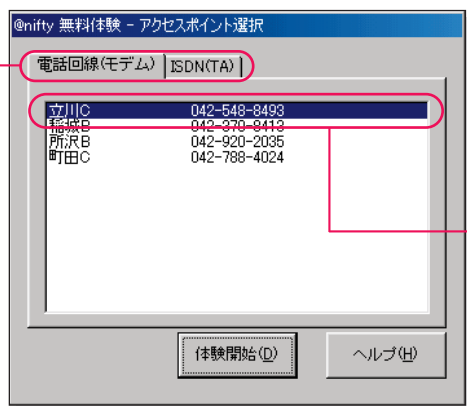 @nifty 無料体験 - アクセスポイント選択
電話回線(モデム) ISDN(TA)
立川C 042-548-8493
稲城B 042-370-8413
所沢B 042-920-2035
町田C 042-788-4024
体験開始(D) ヘルプ(H)